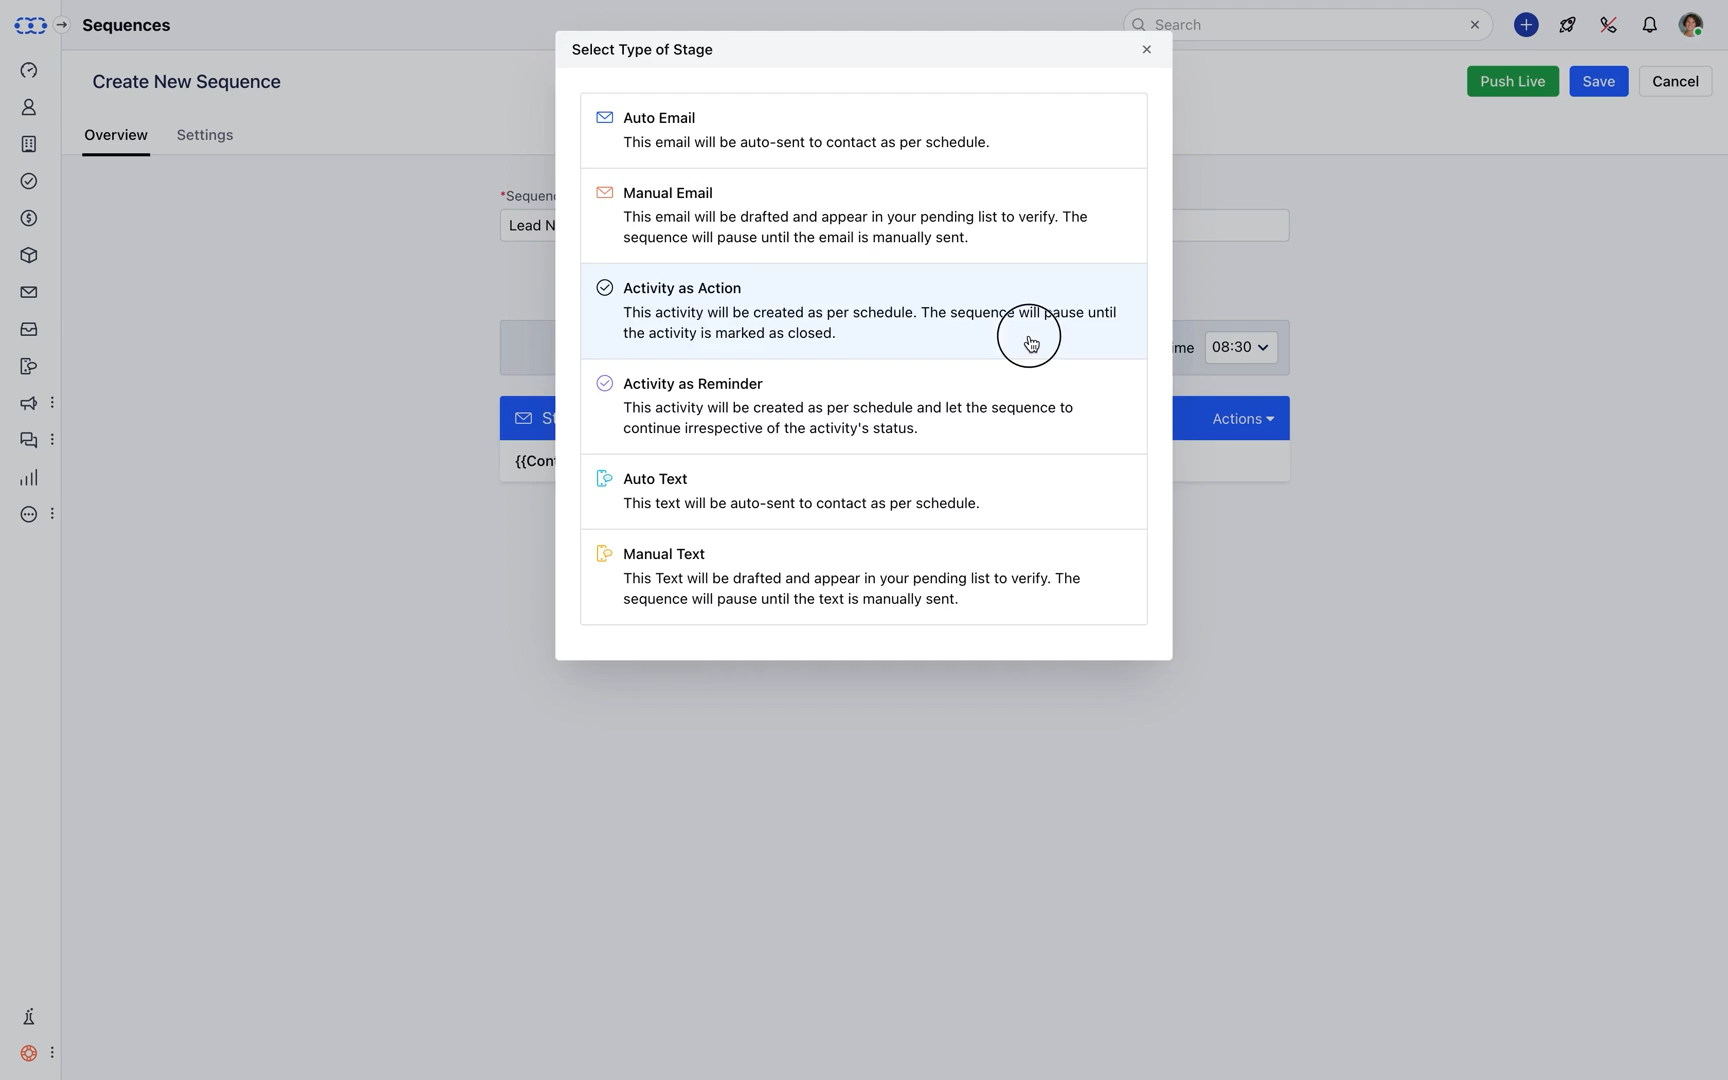 Sequences
Search
Create New Sequence
Push Live
Save
Cancel
Overview
Settings
Lead
08:30
Actions
Select Type of Stage
Auto Email
This email will be auto-sent to contact as per schedule.
Manual Email
This email will be drafted and appear in your pending list to verify. The
sequence will pause until the email is manually sent.
Activity as Action
This activity will be created as per schedule. The sequence will pause until
the activity is marked as closed.
Activity as Reminder
This activity will be created as per schedule and let the sequence to
continue irrespective of the activity's status.
Auto Text
This text will be auto-sent to contact as per schedule.
Manual Text
This Text will be drafted and appear in your pending list to verify. The
sequence will pause until the text is manually sent.